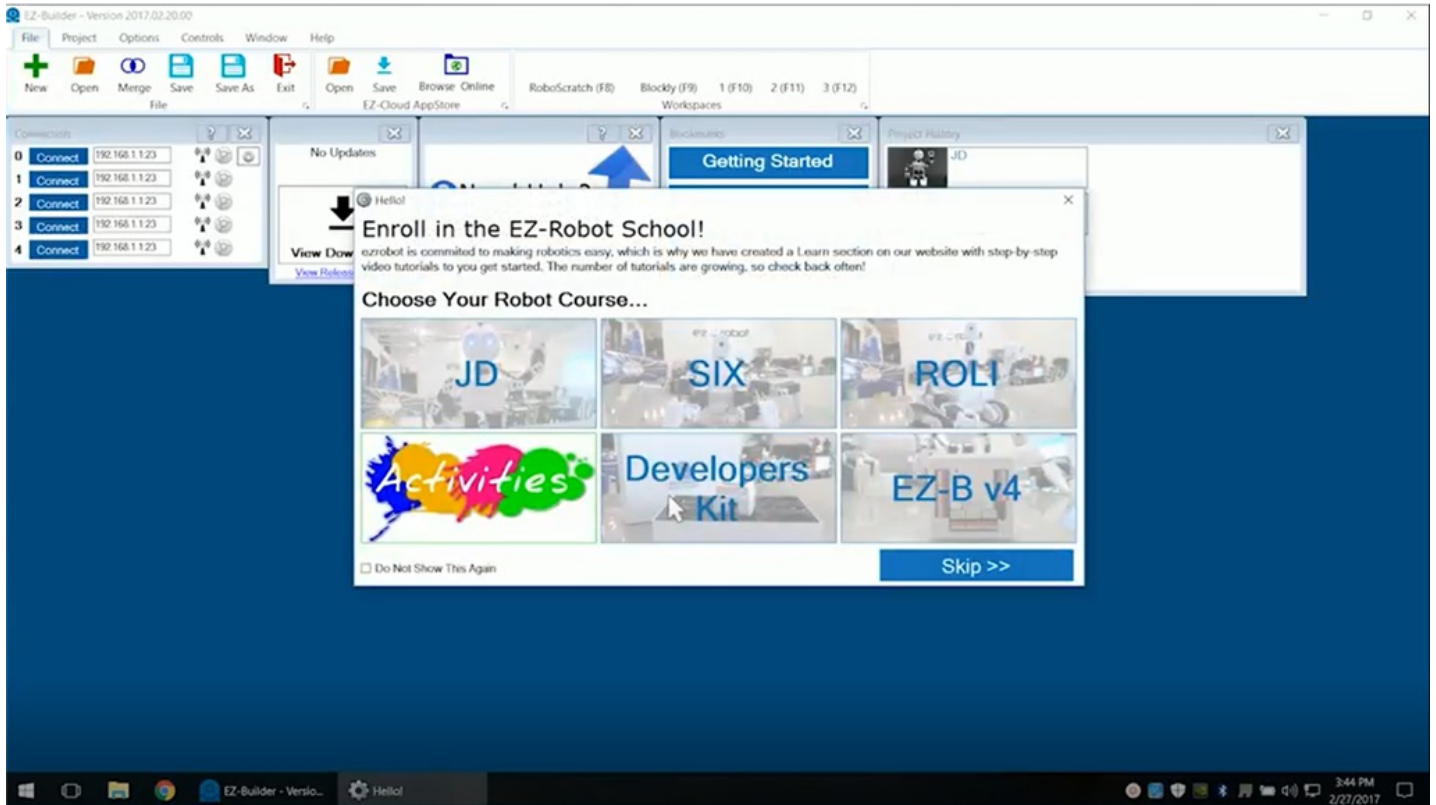 EZ-Builder - Version 2017.02.20.00
File Project Options Controls Window Help
New Open Merge Save Save As Exit Open Save Browse Online RoboScratch (F8) Blockly (F9) 1 (F10) 2 (F11) 3 (F12)
File EZ-Cloud AppStore Workspaces
Connection Bookmarks Project History
0 Connect 192.168.1.1:23
1 Connect 192.168.1.1:23
2 Connect 192.168.1.1:23
3 Connect 192.168.1.1:23
4 Connect 192.168.1.1:23
No Updates
View Dow
View Releas
Getting Started
JD
Hello!
Enroll in the EZ-Robot School!
ezrobot is commited to making robotics easy, which is why we have created a Learn section on our website with step-by-step
video tutorials to you get started. The number of tutorials are growing, so check back often!
Choose Your Robot Course...
JD
SIX
ROLI
Activities
Developers
Kit
EZ-B v4
Do Not Show This Again
Skip >>
EZ-Builder - Versio...
Hello!
3:44 PM
2/27/2017